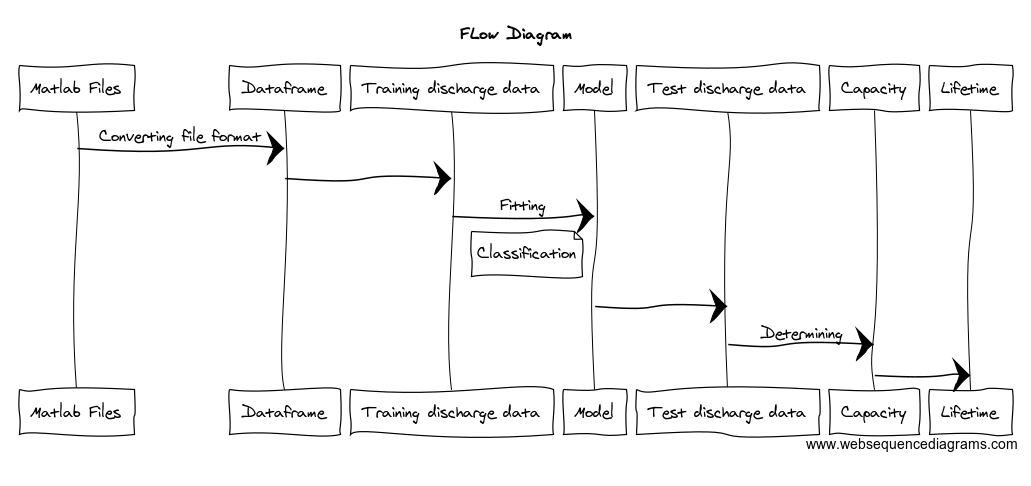 FLow Diagram
Matlab Files
Dataframe
Training discharge data
Model
Test discharge data
Capacity
Lifetime
Converting file format
Fitting
Classification
Determining
Matlab Files
Dataframe
Training discharge data
Model
Test discharge data
Capacity
Lifetime
www.websequencediagrams.com